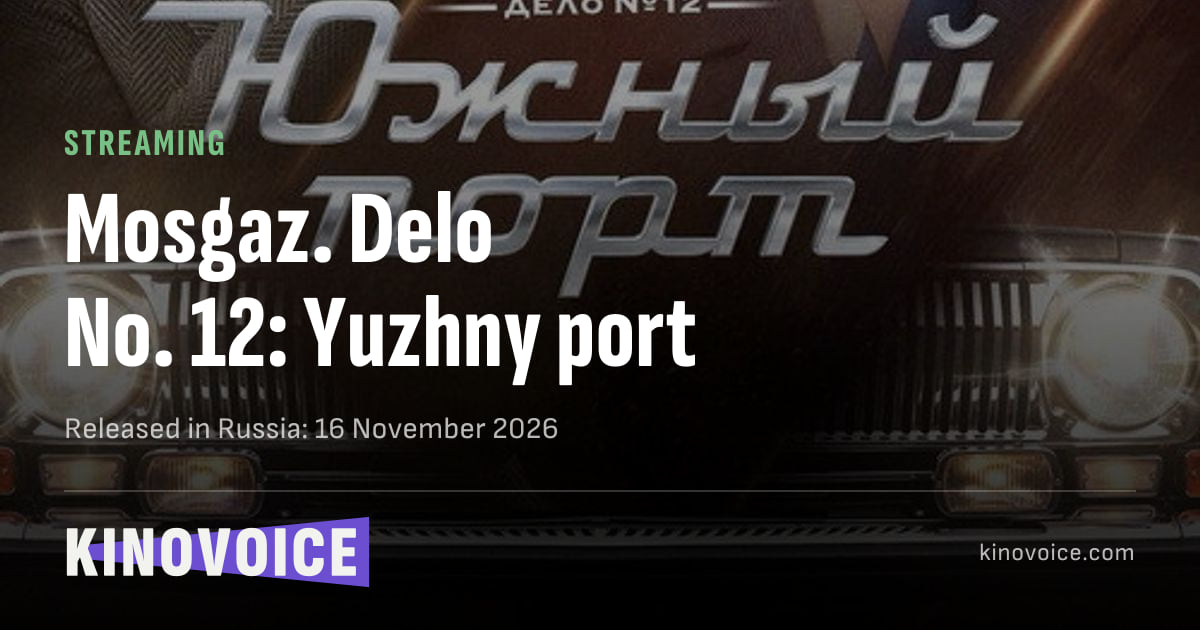 ДЕЛО №12
Южный
порт
STREAMING
Mosgaz. Delo
No. 12: Yuzhny port
Released in Russia: 16 November 2026
KINOVOICE
kinovoice.com